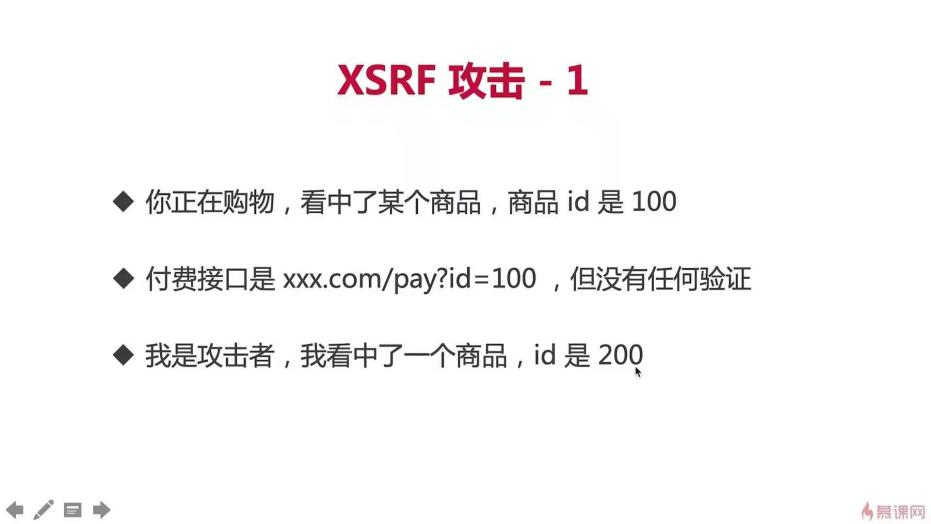 XSRF 攻击 - 1
◆ 你正在购物，看中了某个商品，商品 id 是 100
◆ 付费接口是 xxx.com/pay?id=100 ，但没有任何验证
◆ 我是攻击者，我看中了一个商品，id 是 200
慕课网